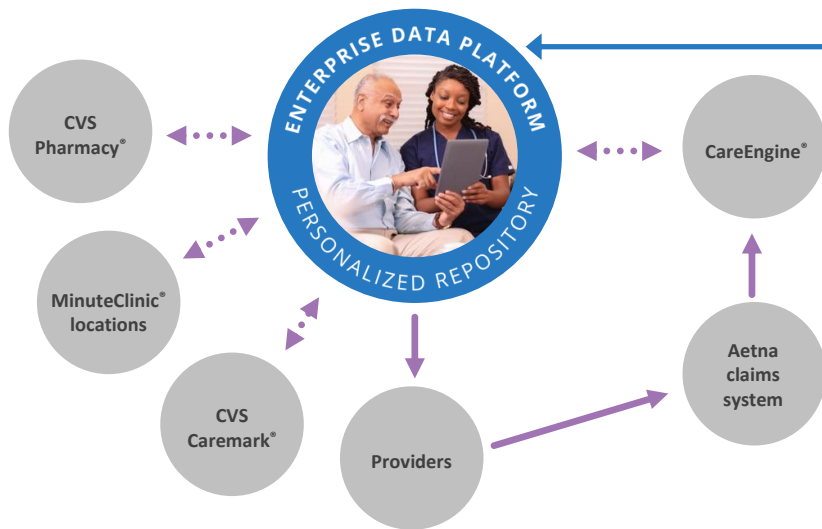 ENTERPRISE DATA PLATFORM
PERSONALIZED REPOSITORY
CVS
Pharmacy®
CareEngine®
MinuteClinic®
locations
Aetna
claims
system
CVS
Caremark®
Providers